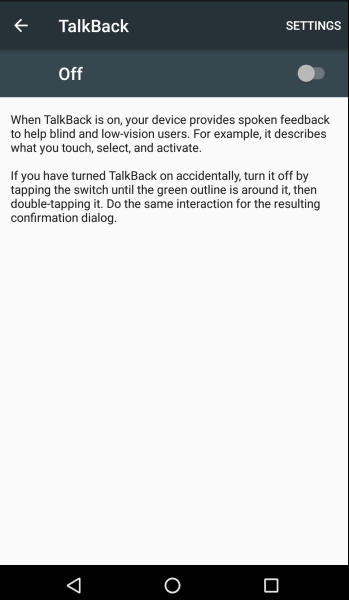 TalkBack
SETTINGS
Off
When TalkBack is on, your device provides spoken feedback
to help blind and low-vision users. For example, it describes
what you touch, select, and activate.
If you have turned TalkBack on accidentally, turn it off by
tapping the switch until the green outline is around it, then
double-tapping it. Do the same interaction for the resulting
confirmation dialog.